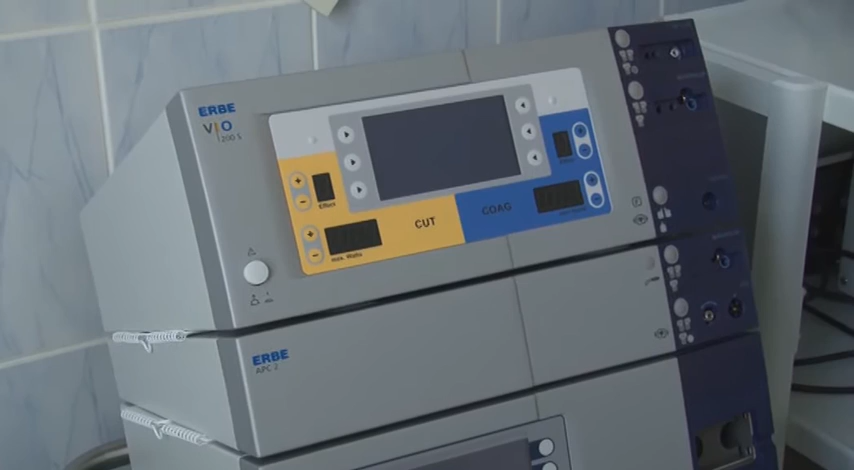 ERBE
VIO
200 S
Effect
max. Watts
CUT
COAG
ERBE
APC 2